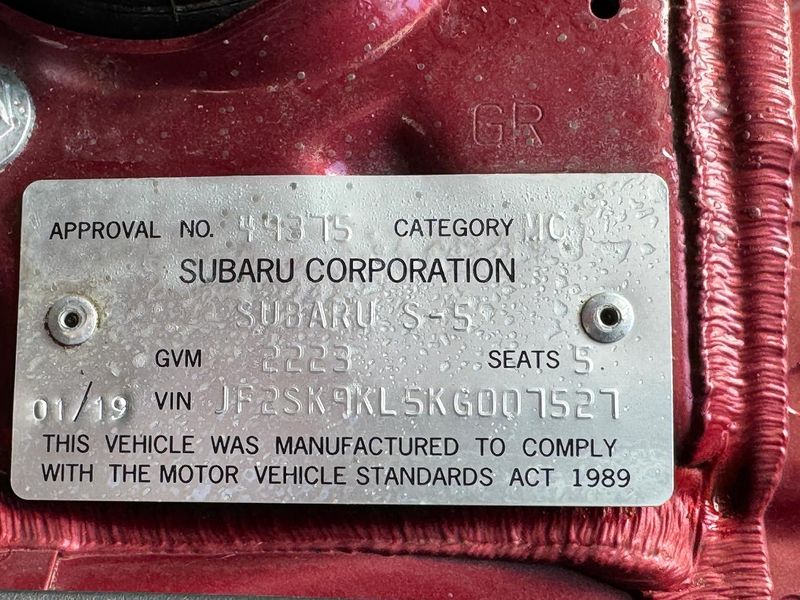 GR
APPROVAL NO. 49375 CATEGORY MC
SUBARU CORPORATION
SUBARU S-5
GVM 2223 SEATS 5
01/19 VIN JF2SK9KL5KG007527
THIS VEHICLE WAS MANUFACTURED TO COMPLY
WITH THE MOTOR VEHICLE STANDARDS ACT 1989